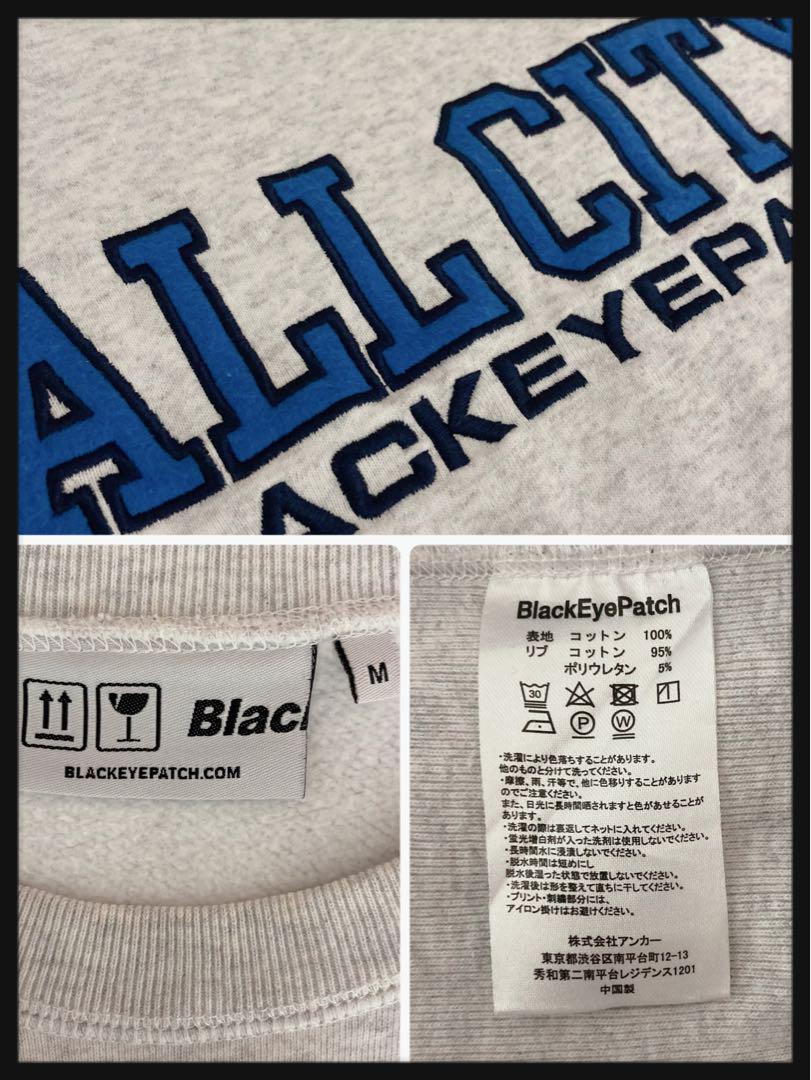 ALL CITY
ACKEYEPA
M
Blac
BLACKEYEPATCH.COM
BlackEyePatch
表地 コットン 100%
リブ コットン 95%
ポリウレタン 5%
30
P W
・洗濯により色落ちすることがあります。
他のものと分けて洗ってください。
・摩擦、雨、汗等で、他に色移りすることがあります
のでご注意ください。
また、日光に長時間晒されますと色があせることが
あります。
・洗濯の際は裏返してネットに入れてください。
・蛍光増白剤が入った洗剤は使用しないでください。
・長時間水に浸漬しないでください。
・脱水時間は短めにし
脱水後湿った状態で放置しないでください。
・洗濯後は形を整えて直ちに干してください。
・プリント・刺繍部分には、
アイロン掛けはお避けください。
株式会社アンカー
東京都渋谷区南平台町12-13
秀和第二南平台レジデンス1201
中国製